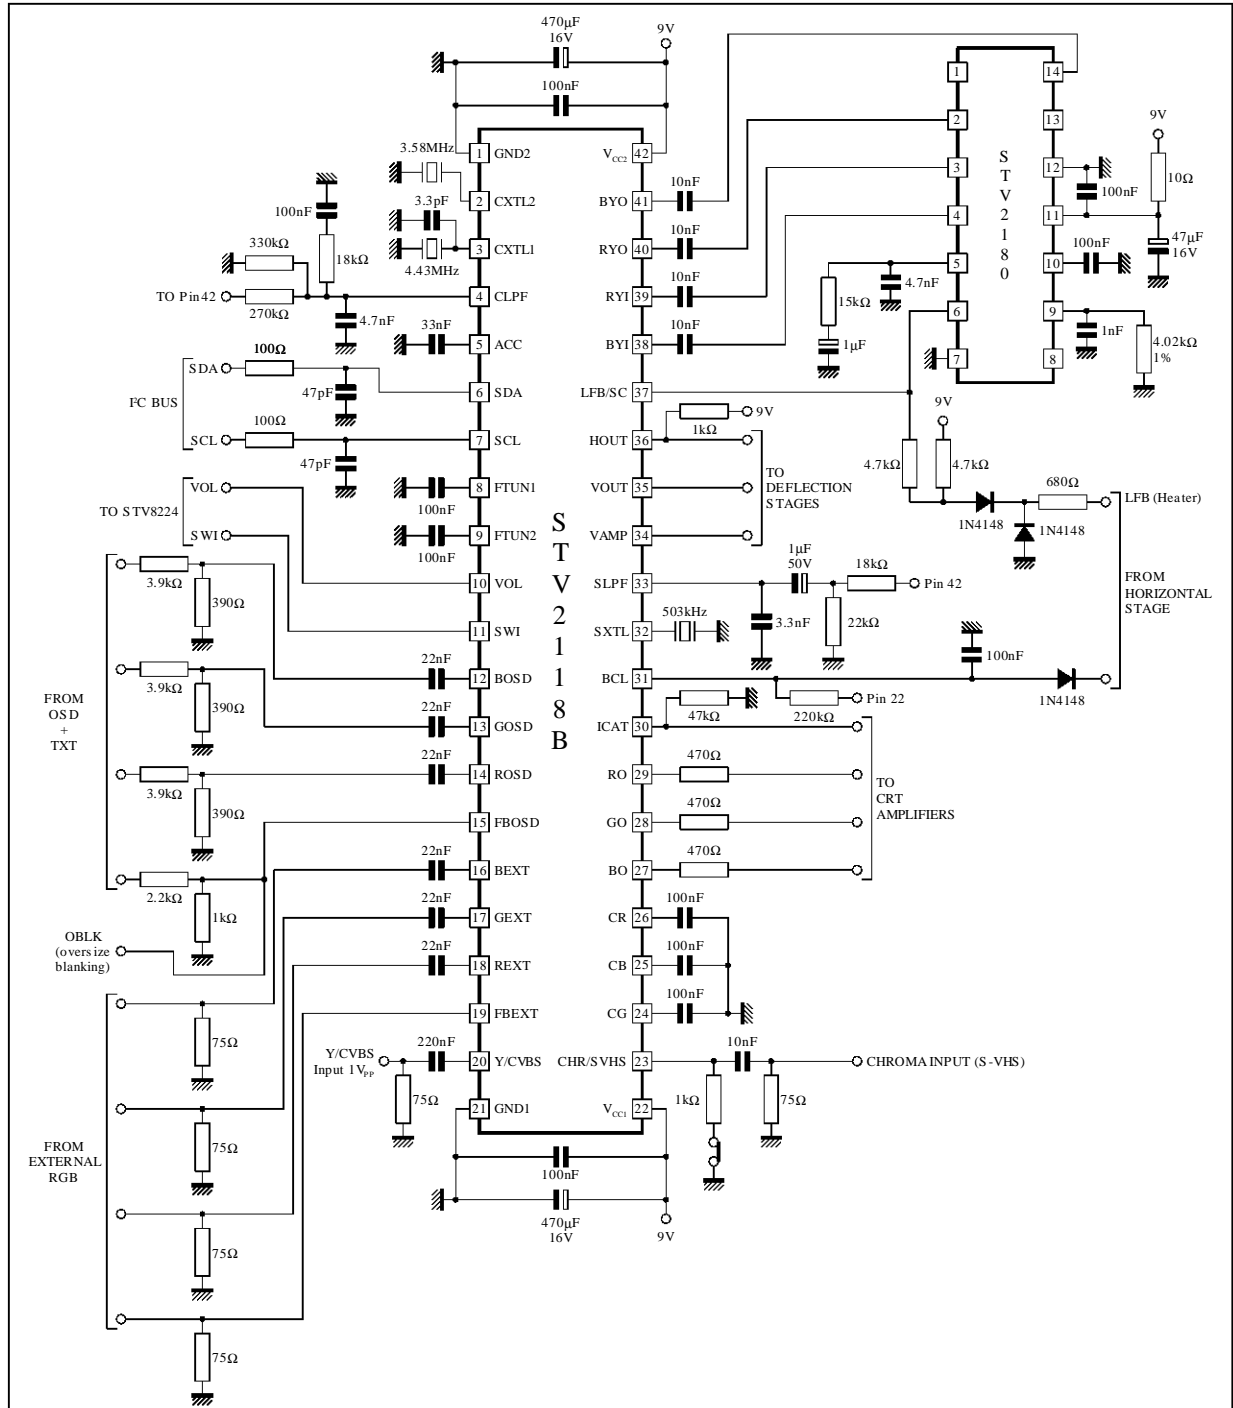 470µF
16V
9V
100nF
1
GND2
VCC2
42
3.58MHz
2
CXTL2
BYO
41
10nF
3.3pF
100nF
3
CXTL1
RYO
40
10nF
4.43MHz
330kΩ
18kΩ
TO Pin42
270kΩ
4
CLPF
RYI
39
10nF
4.7nF
33nF
5
ACC
BYI
38
10nF
100Ω
SDA
47pF
6
SDA
LFB/SC
37
I²C BUS
100Ω
SCL
47pF
7
SCL
HOUT
36
1kΩ
9V
8
FTUN1
VOUT
35
100nF
TO
DEFLECTION
STAGES
9
FTUN2
VAMP
34
100nF
VOL
TO STV8224
SWI
10
VOL
SLPF
33
1µF
50V
18kΩ
Pin 42
3.3nF
22kΩ
11
SWI
SXTL
32
503kHz
STV2118B
3.9kΩ
390Ω
22nF
12
BOSD
BCL
31
100nF
1N4148
47kΩ
220kΩ
Pin 22
3.9kΩ
390Ω
22nF
13
GOSD
ICAT
30
FROM
OSD
+
TXT
22nF
14
ROSD
RO
29
470Ω
3.9kΩ
390Ω
15
FBOSD
GO
28
470Ω
TO
CRT
AMPLIFIERS
22nF
16
BEXT
BO
27
470Ω
2.2kΩ
1kΩ
22nF
17
GEXT
CR
26
100nF
OBLK
(oversize
blanking)
22nF
18
REXT
CB
25
100nF
19
FBEXT
CG
24
100nF
75Ω
Y/CVBS
Input 1VPP
220nF
75Ω
20
Y/CVBS
CHR/SVHS
23
10nF
CHROMA INPUT (S-VHS)
1kΩ
75Ω
21
GND1
VCC1
22
100nF
470µF
16V
9V
FROM
EXTERNAL
RGB
75Ω
75Ω
75Ω
STV2180
1
2
3
4
5
6
7
14
13
12
11
10
9
8
9V
10Ω
100nF
47µF
16V
100nF
4.7nF
15kΩ
1µF
1nF
4.02kΩ
1%
9V
4.7kΩ
4.7kΩ
680Ω
LFB (Heater)
1N4148
1N4148
FROM
HORIZONTAL
STAGE